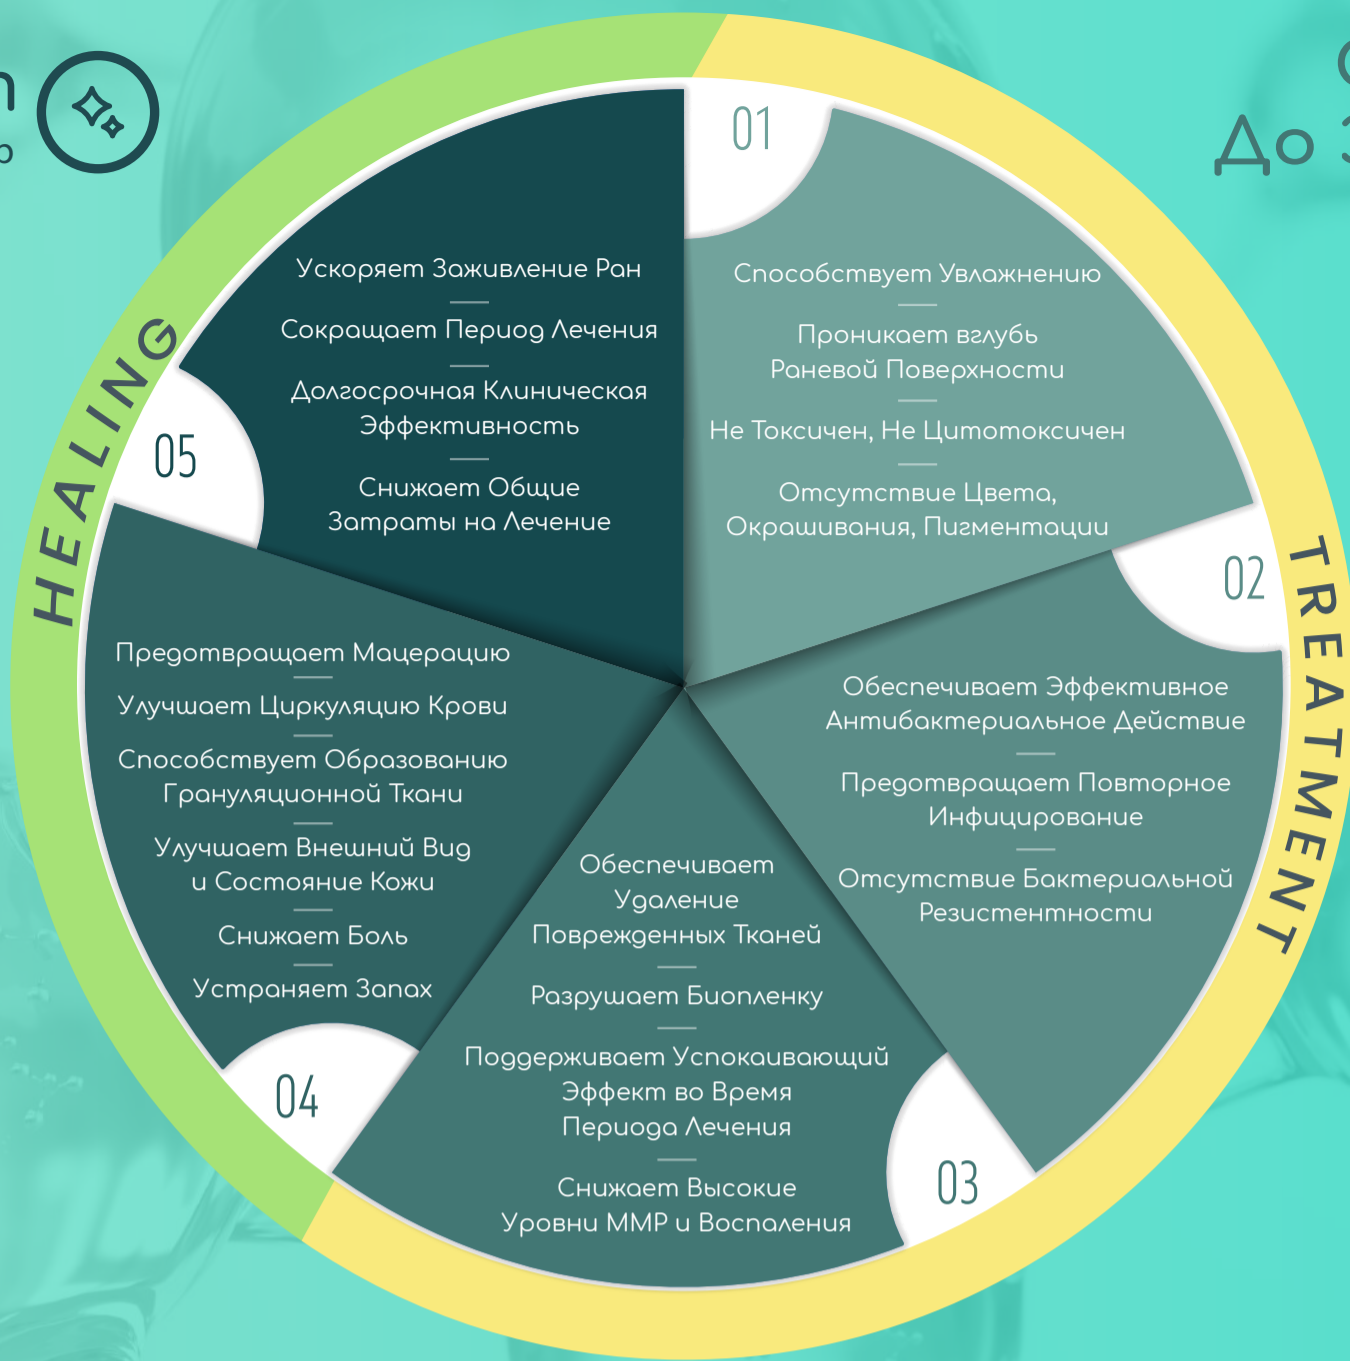 До
HEALING
TREATMENT
01
Способствует Увлажнению
Проникает вглубь
Раневой Поверхности
Не Токсичен, Не Цитотоксичен
Отсутствие Цвета,
Окрашивания, Пигментации
02
Обеспечивает Эффективное
Антибактериальное Действие
Предотвращает Повторное
Инфицирование
Отсутствие Бактериальной
Резистентности
03
Обеспечивает
Удаление
Поврежденных Тканей
Разрушает Биопленку
Поддерживает Успокаивающий
Эффект во Время
Периода Лечения
Снижает Высокие
Уровни ММР и Воспаления
04
Предотвращает Мацерацию
Улучшает Циркуляцию Крови
Способствует Образованию
Грануляционной Ткани
Улучшает Внешний Вид
и Состояние Кожи
Снижает Боль
Устраняет Запах
05
Ускоряет Заживление Ран
Сокращает Период Лечения
Долгосрочная Клиническая
Эффективность
Снижает Общие
Затраты на Лечение